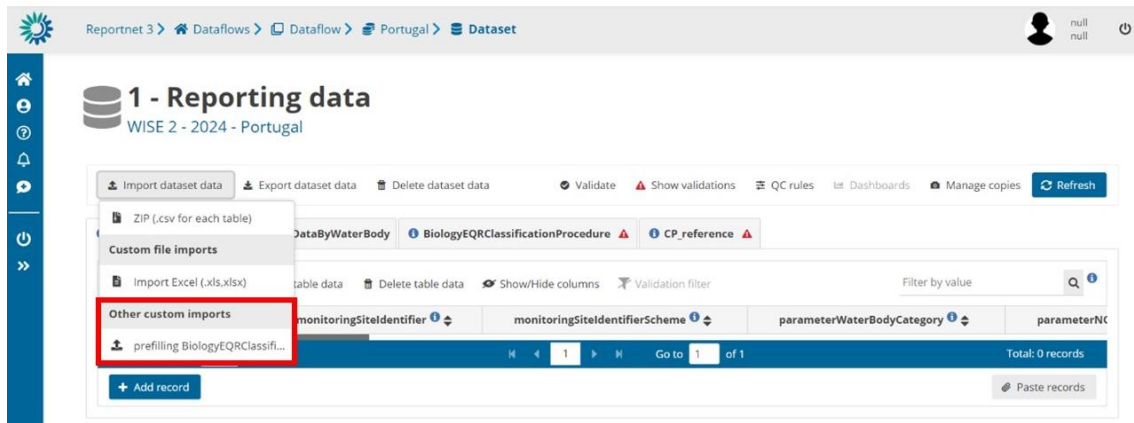 Reportnet 3 > Dataflows > Dataflow > Portugal > Dataset
null
null
1 - Reporting data
WISE 2 - 2024 - Portugal
Import dataset data Export dataset data Delete dataset data Validate Show validations QC rules Dashboards Manage copies Refresh
ZIP (.csv for each table)
DataByWaterBody BiologyEQRClassificationProcedure CP_reference
Custom file imports
Import Excel (.xls,.xlsx)
table data Delete table data Show/Hide columns Validation filter Filter by value
Other custom imports
monitoringSiteIdentifier monitoringSiteIdentifierScheme parameterWaterBodyCategory parameterNC
prefilling BiologyEQRClassifi...
1 Go to 1 of 1 Total: 0 records
+ Add record Paste records